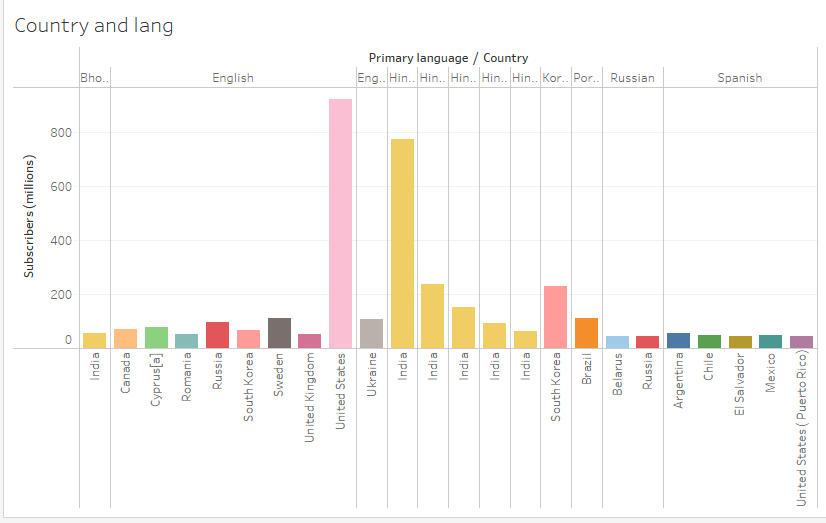 Country and lang
Primary language / Country
Bho.. English Eng.. Hin.. Hin.. Hin.. Hin.. Hin.. Kor.. Por.. Russian Spanish
Subscribers (millions)
800
600
400
200
0
India
Canada
Cyprus[a]
Romania
Russia
South Korea
Sweden
United Kingdom
United States
Ukraine
India
India
India
India
India
South Korea
Brazil
Belarus
Russia
Argentina
Chile
El Salvador
Mexico
United States ( Puerto Rico)